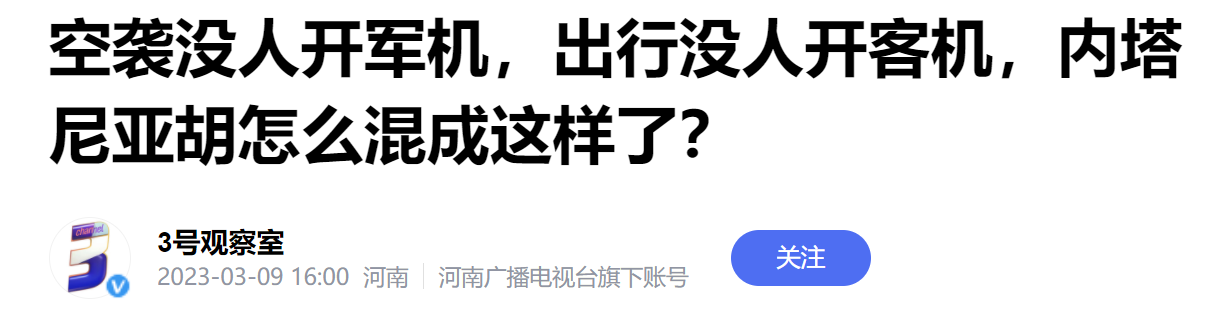 空袭没人开军机，出行没人开客机，内塔
尼亚胡怎么混成这样了？
channel
3
3号观察室
关注
2023-03-09 16:00 河南 河南广播电视台旗下账号